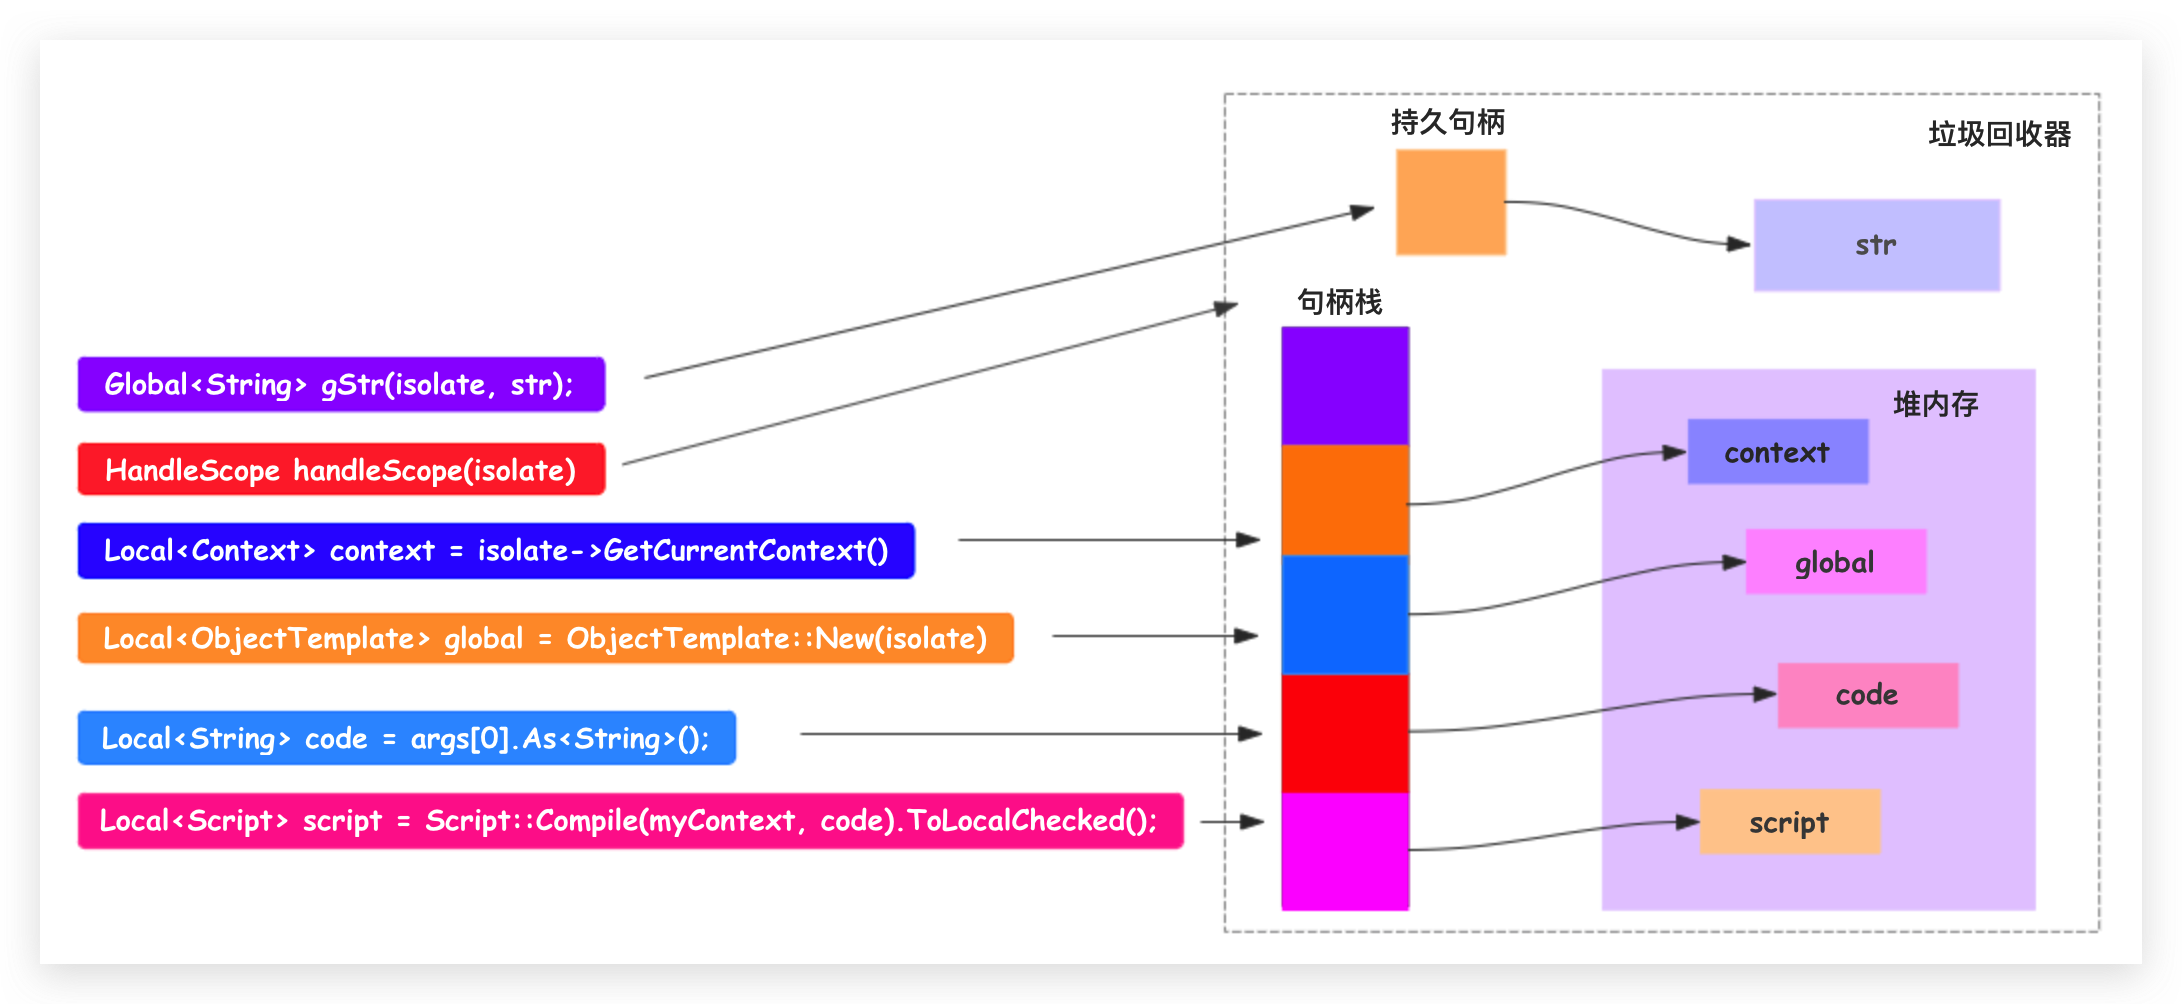 持久句柄
垃圾回收器
str
句柄栈
Global<String> gStr(isolate, str);
堆内存
context
HandleScope handleScope(isolate)
Local<Context> context = isolate->GetCurrentContext()
global
Local<ObjectTemplate> global = ObjectTemplate::New(isolate)
code
Local<String> code = args[0].As<String>();
Local<Script> script = Script::Compile(myContext, code).ToLocalChecked();
script